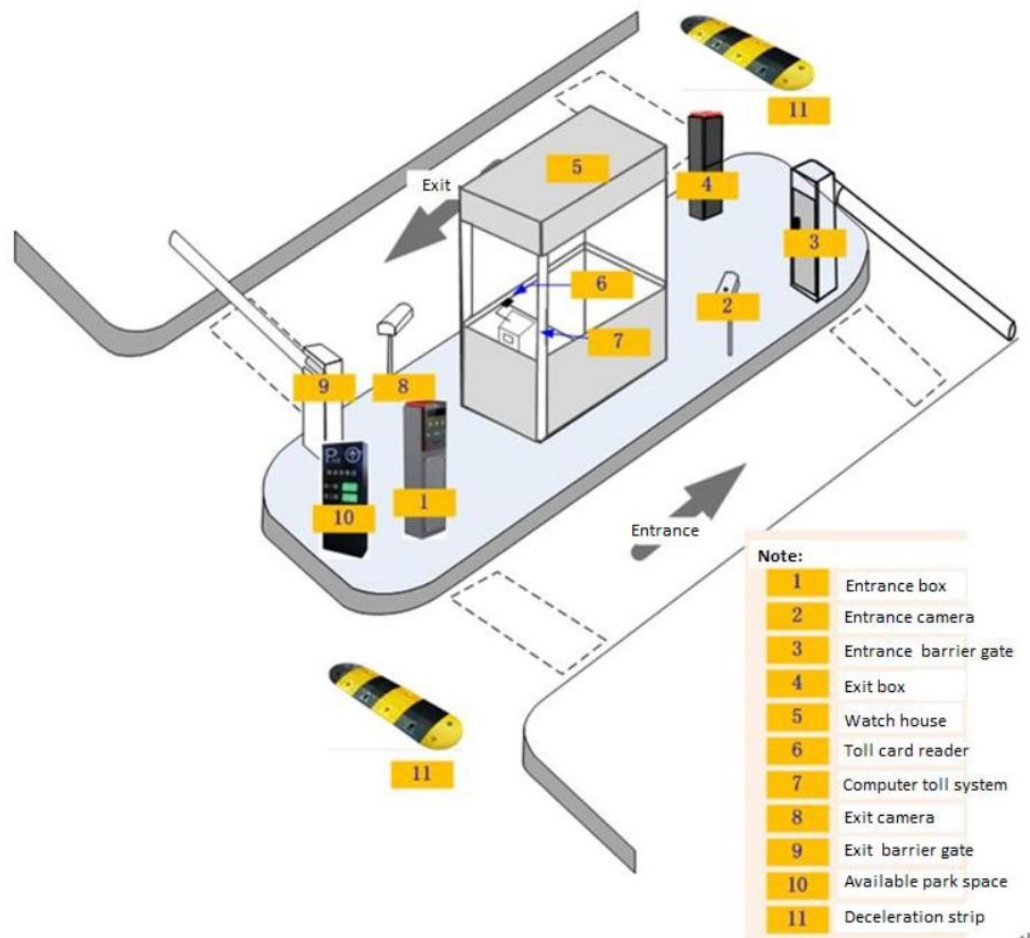 11
5
Exit
4
3
6
2
7
9
8
P
1
10
Entrance
11
Note:
1 Entrance box
2 Entrance camera
3 Entrance barrier gate
4 Exit box
5 Watch house
6 Toll card reader
7 Computer toll system
8 Exit camera
9 Exit barrier gate
10 Available park space
11 Deceleration strip